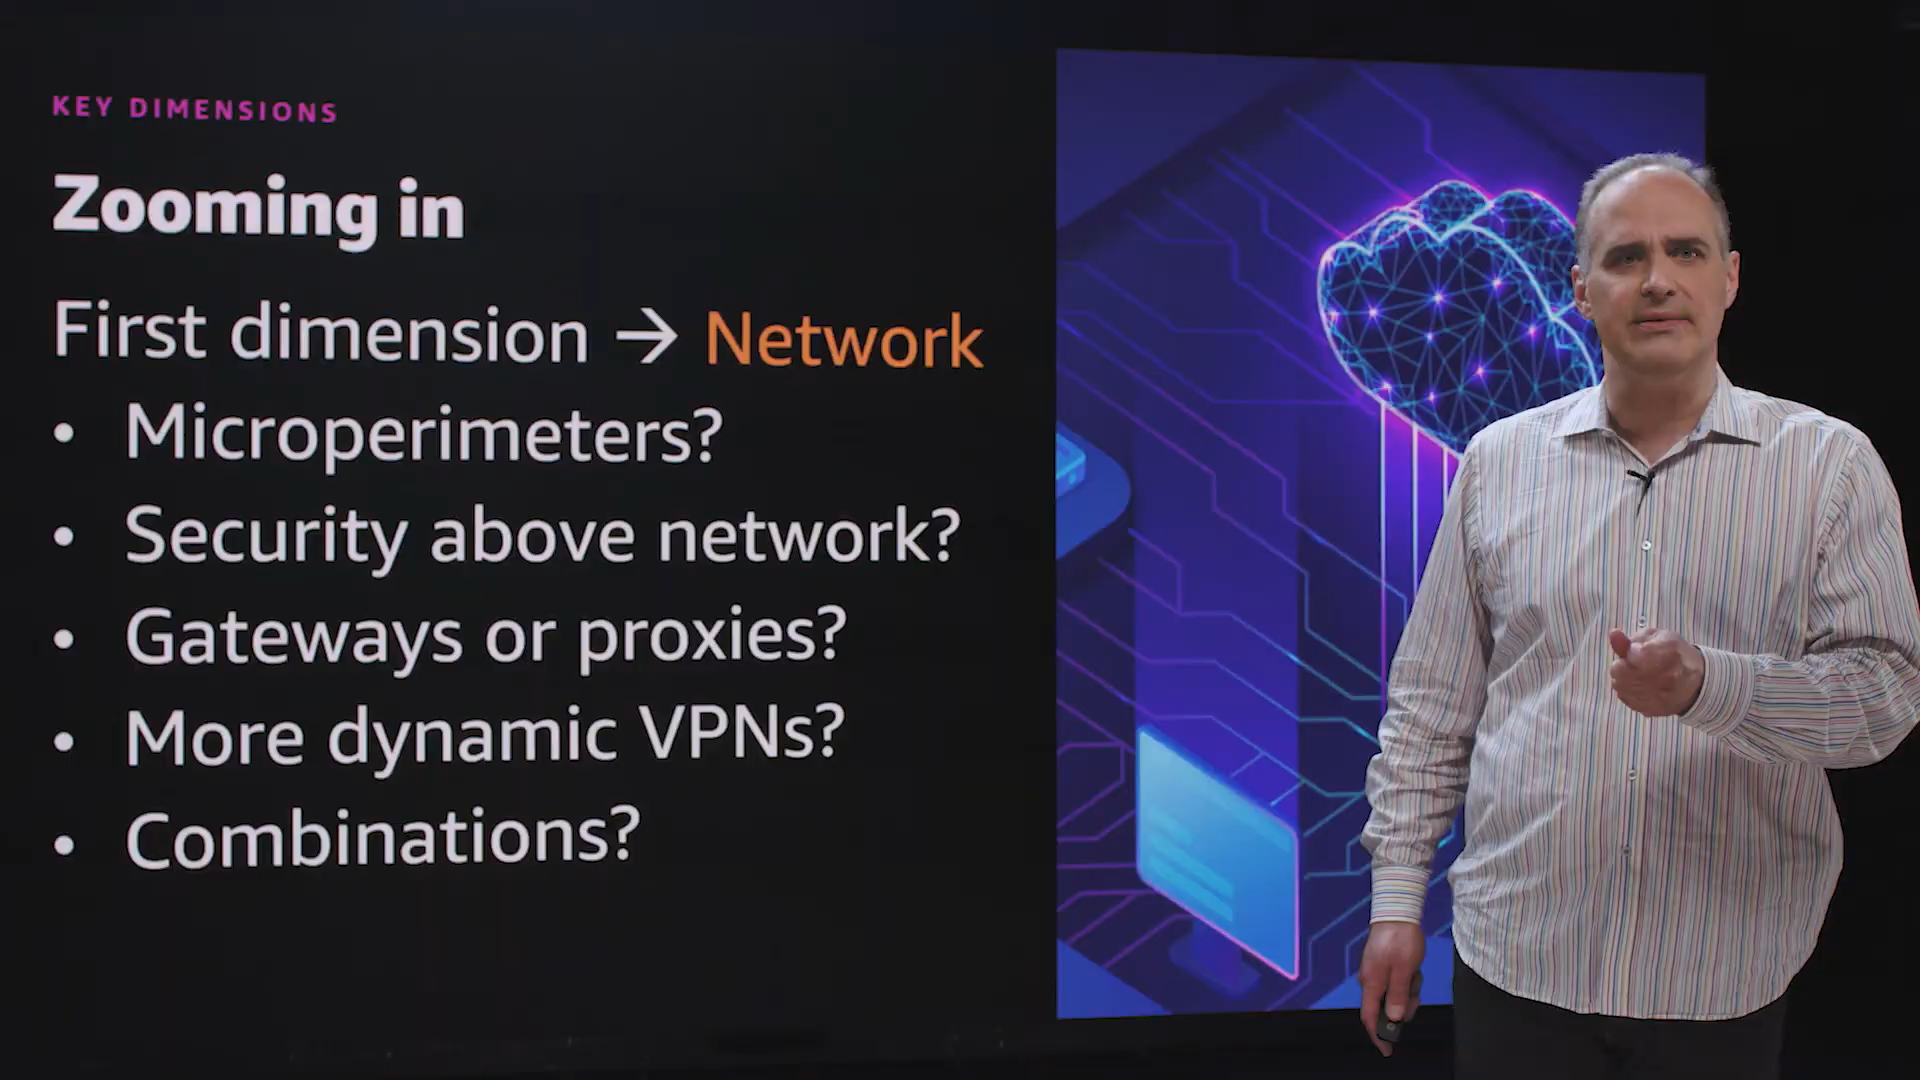 KEY DIMENSIONS
Zooming in
First dimension → Network
• Microperimeters?
• Security above network?
• Gateways or proxies?
• More dynamic VPNs?
• Combinations?